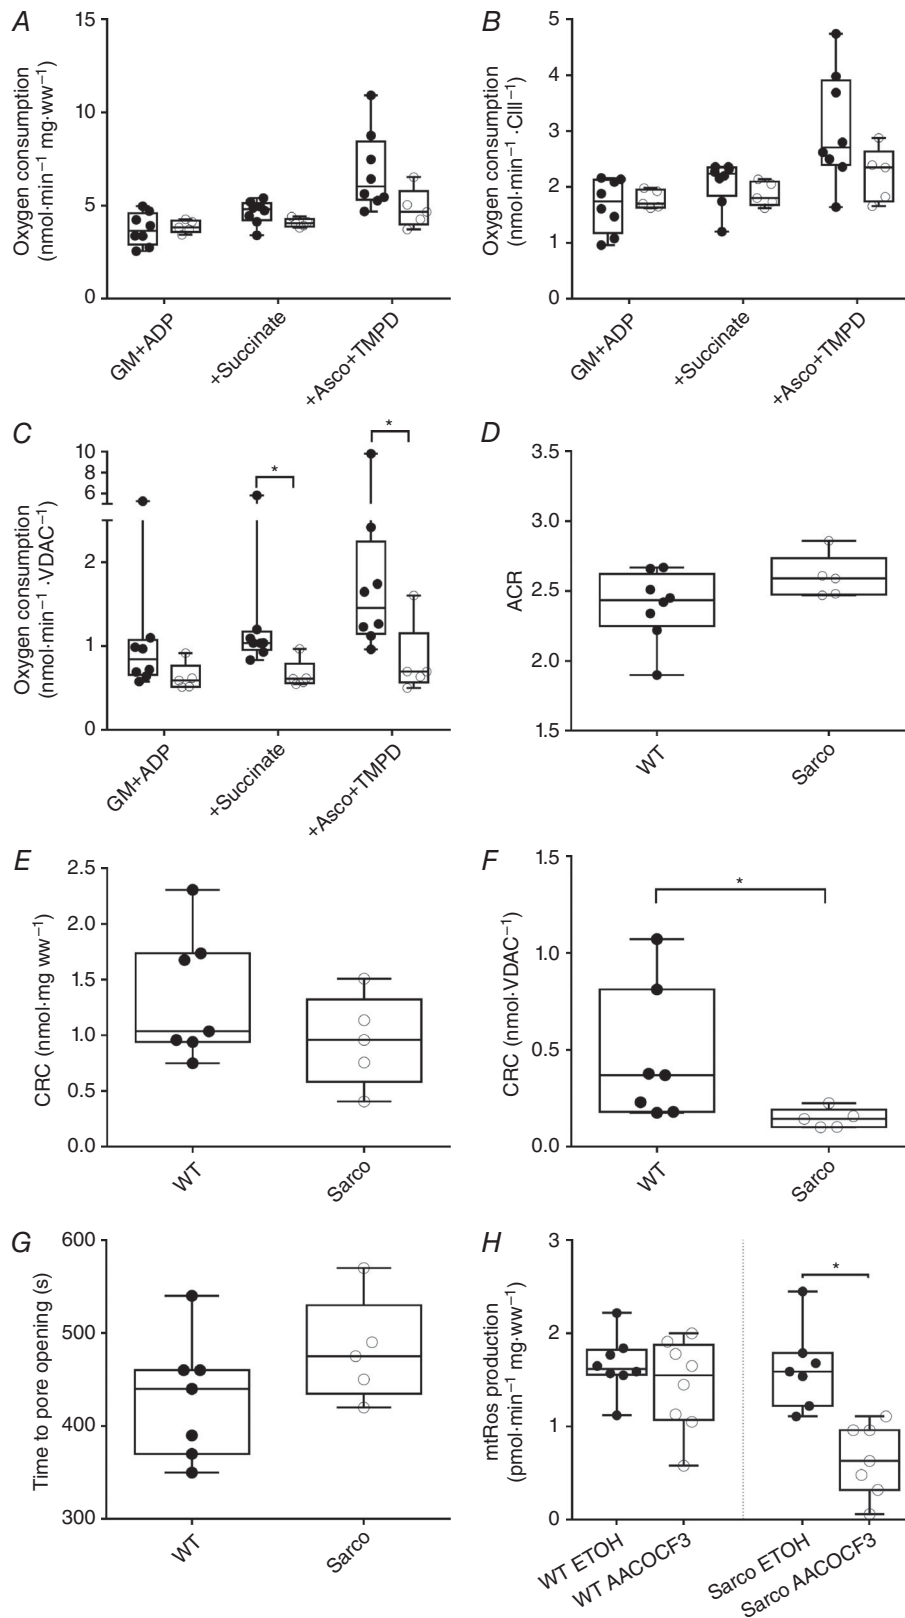 A
Oxygen consumption
(nmol·min⁻¹ mg·ww⁻¹)
15
10
5
0
GM+ADP
+Succinate
+Asco+TMPD
B
Oxygen consumption
(nmol·min⁻¹ ·CIII⁻¹)
5
4
3
2
1
0
GM+ADP
+Succinate
+Asco+TMPD
C
Oxygen consumption
(nmol·min⁻¹ .VDAC⁻¹)
10
8
6
2
1
0
*
*
GM+ADP
+Succinate
+Asco+TMPD
D
ACR
3.5
3.0
2.5
2.0
1.5
WT
Sarco
E
CRC (nmol·mg ww⁻¹)
2.5
2.0
1.5
1.0
0.5
0.0
WT
Sarco
F
CRC (nmol·VDAC⁻¹)
1.5
1.0
0.5
0.0
*
WT
Sarco
G
Time to pore opening (s)
600
500
400
300
WT
Sarco
H
mtRos production
(pmol·min⁻¹ mg·ww⁻¹)
3
2
1
0
*
WT ETOH
WT AACOCF3
Sarco ETOH
Sarco AACOCF3